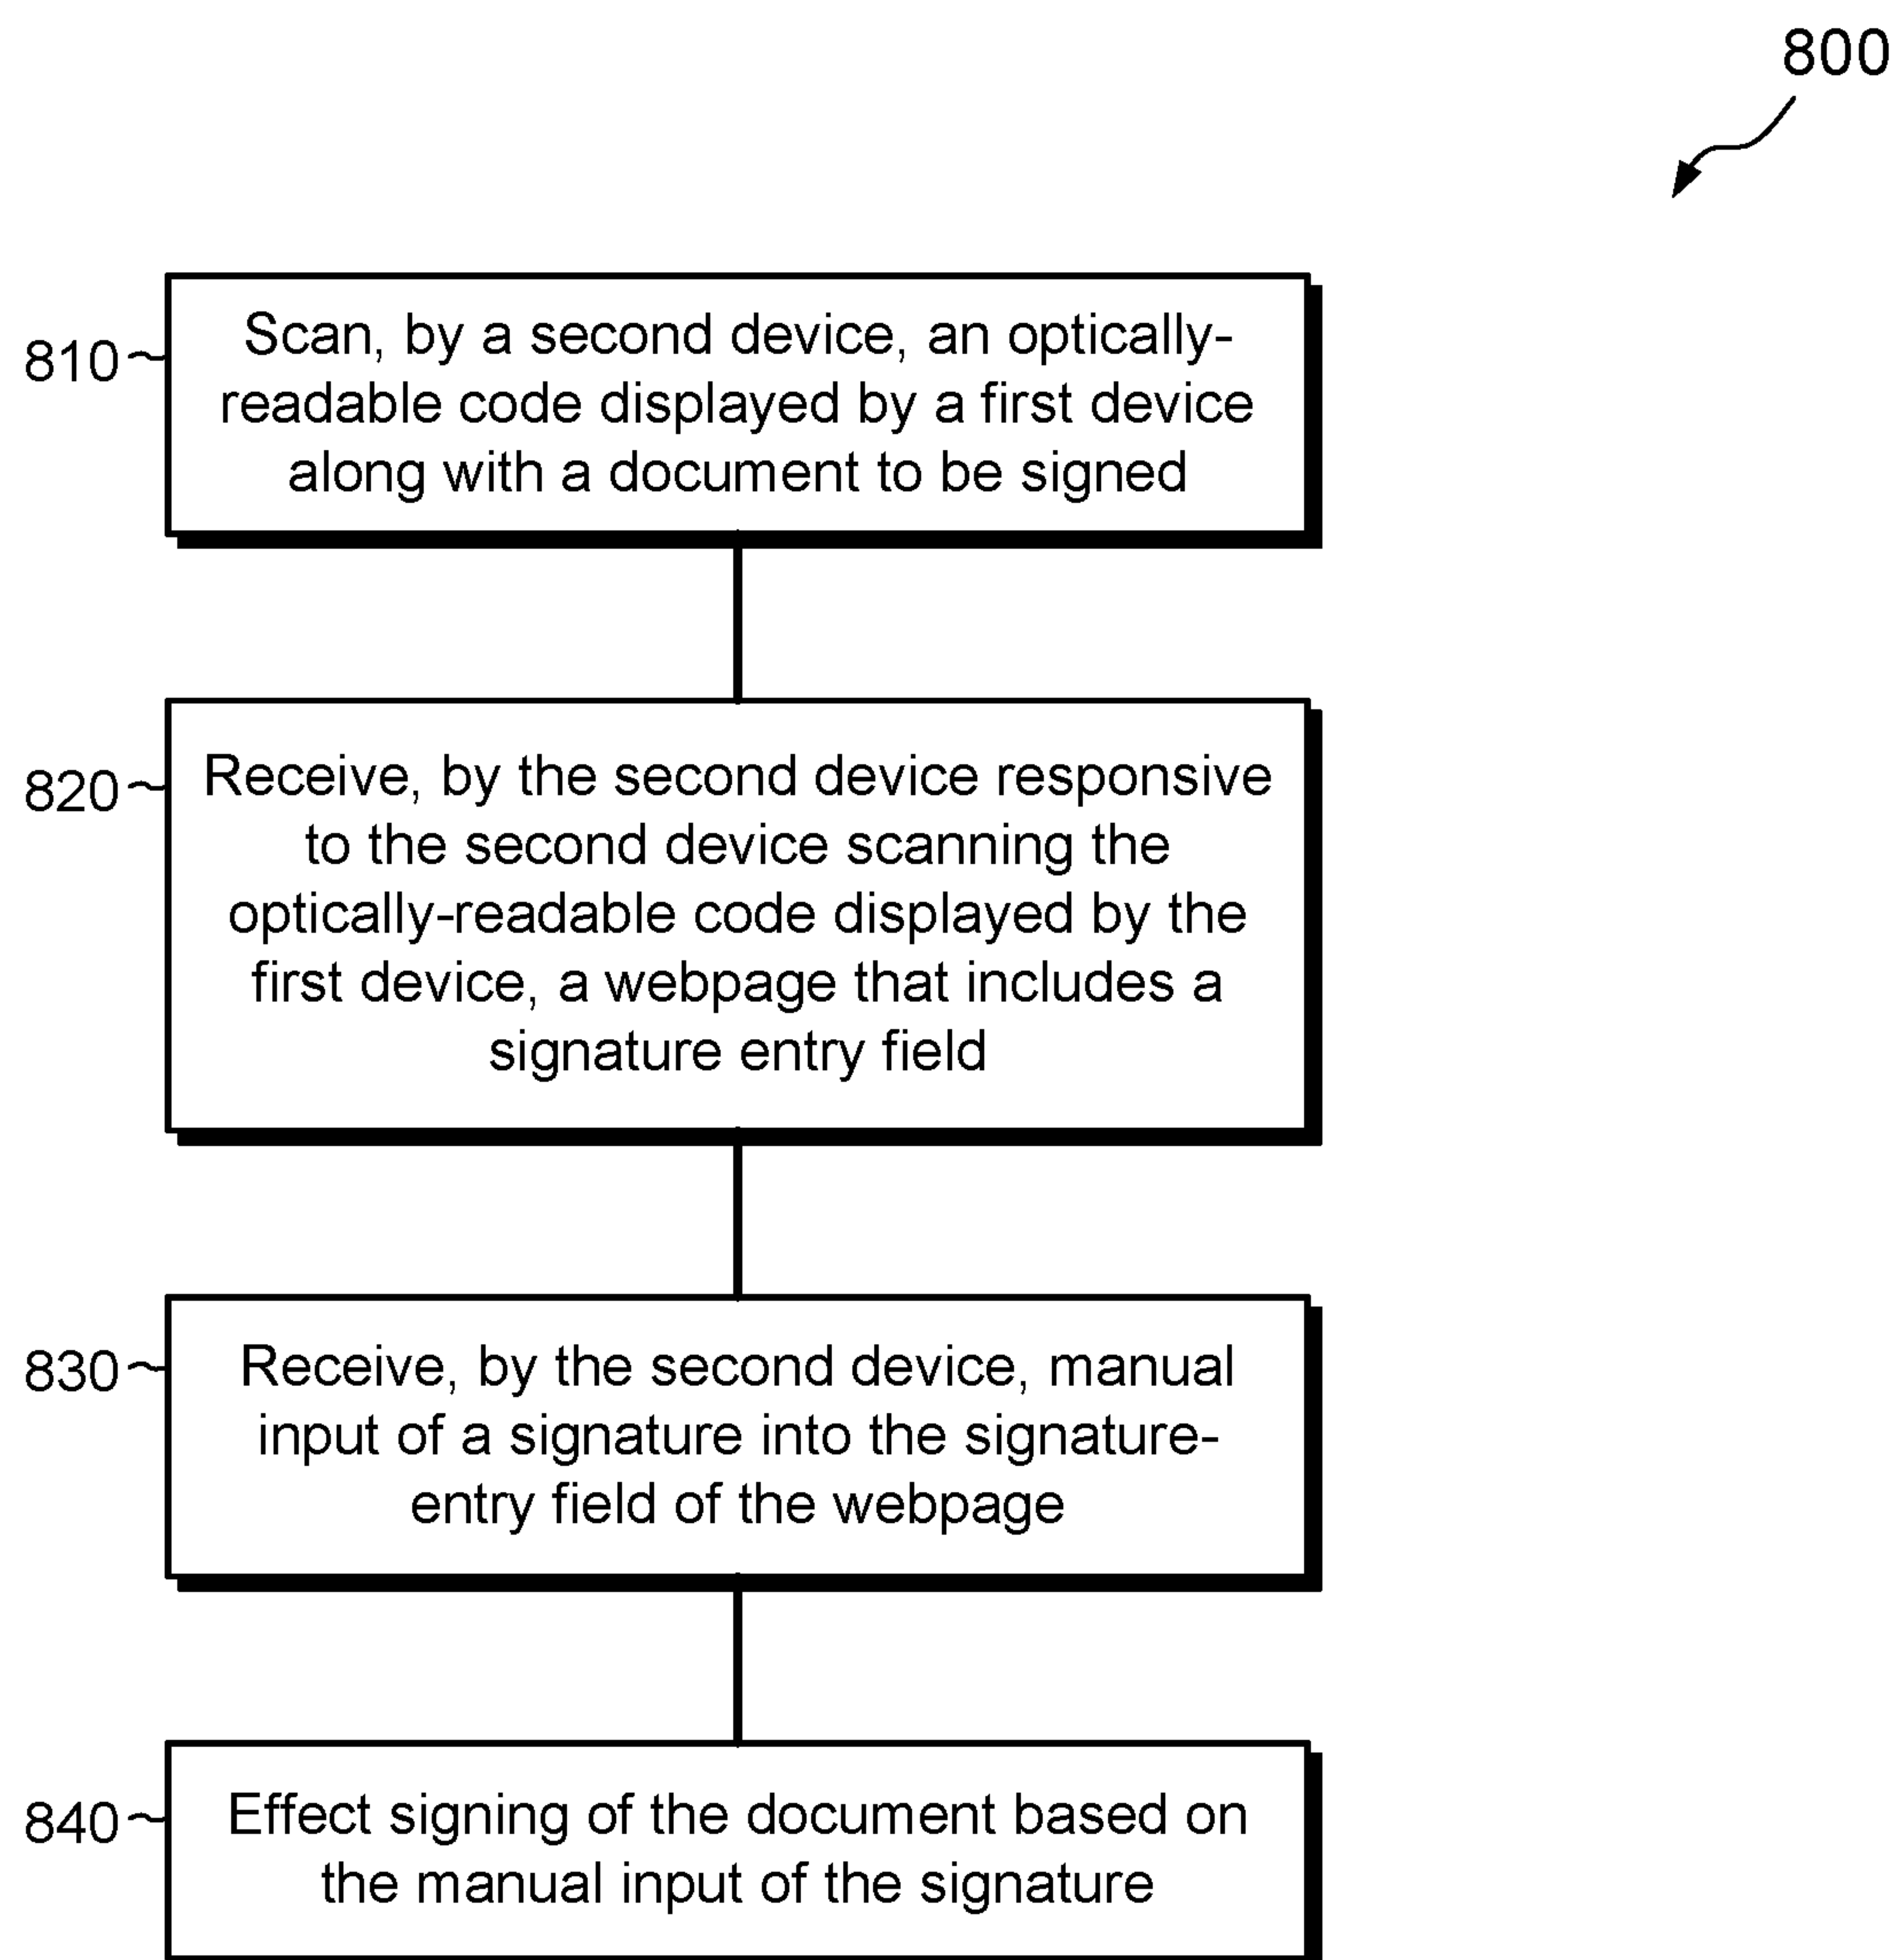 800
810
Scan, by a second device, an optically-
readable code displayed by a first device
along with a document to be signed
820
Receive, by the second device responsive
to the second device scanning the
optically-readable code displayed by the
first device, a webpage that includes a
signature entry field
830
Receive, by the second device, manual
input of a signature into the signature-
entry field of the webpage
840
Effect signing of the document based on
the manual input of the signature